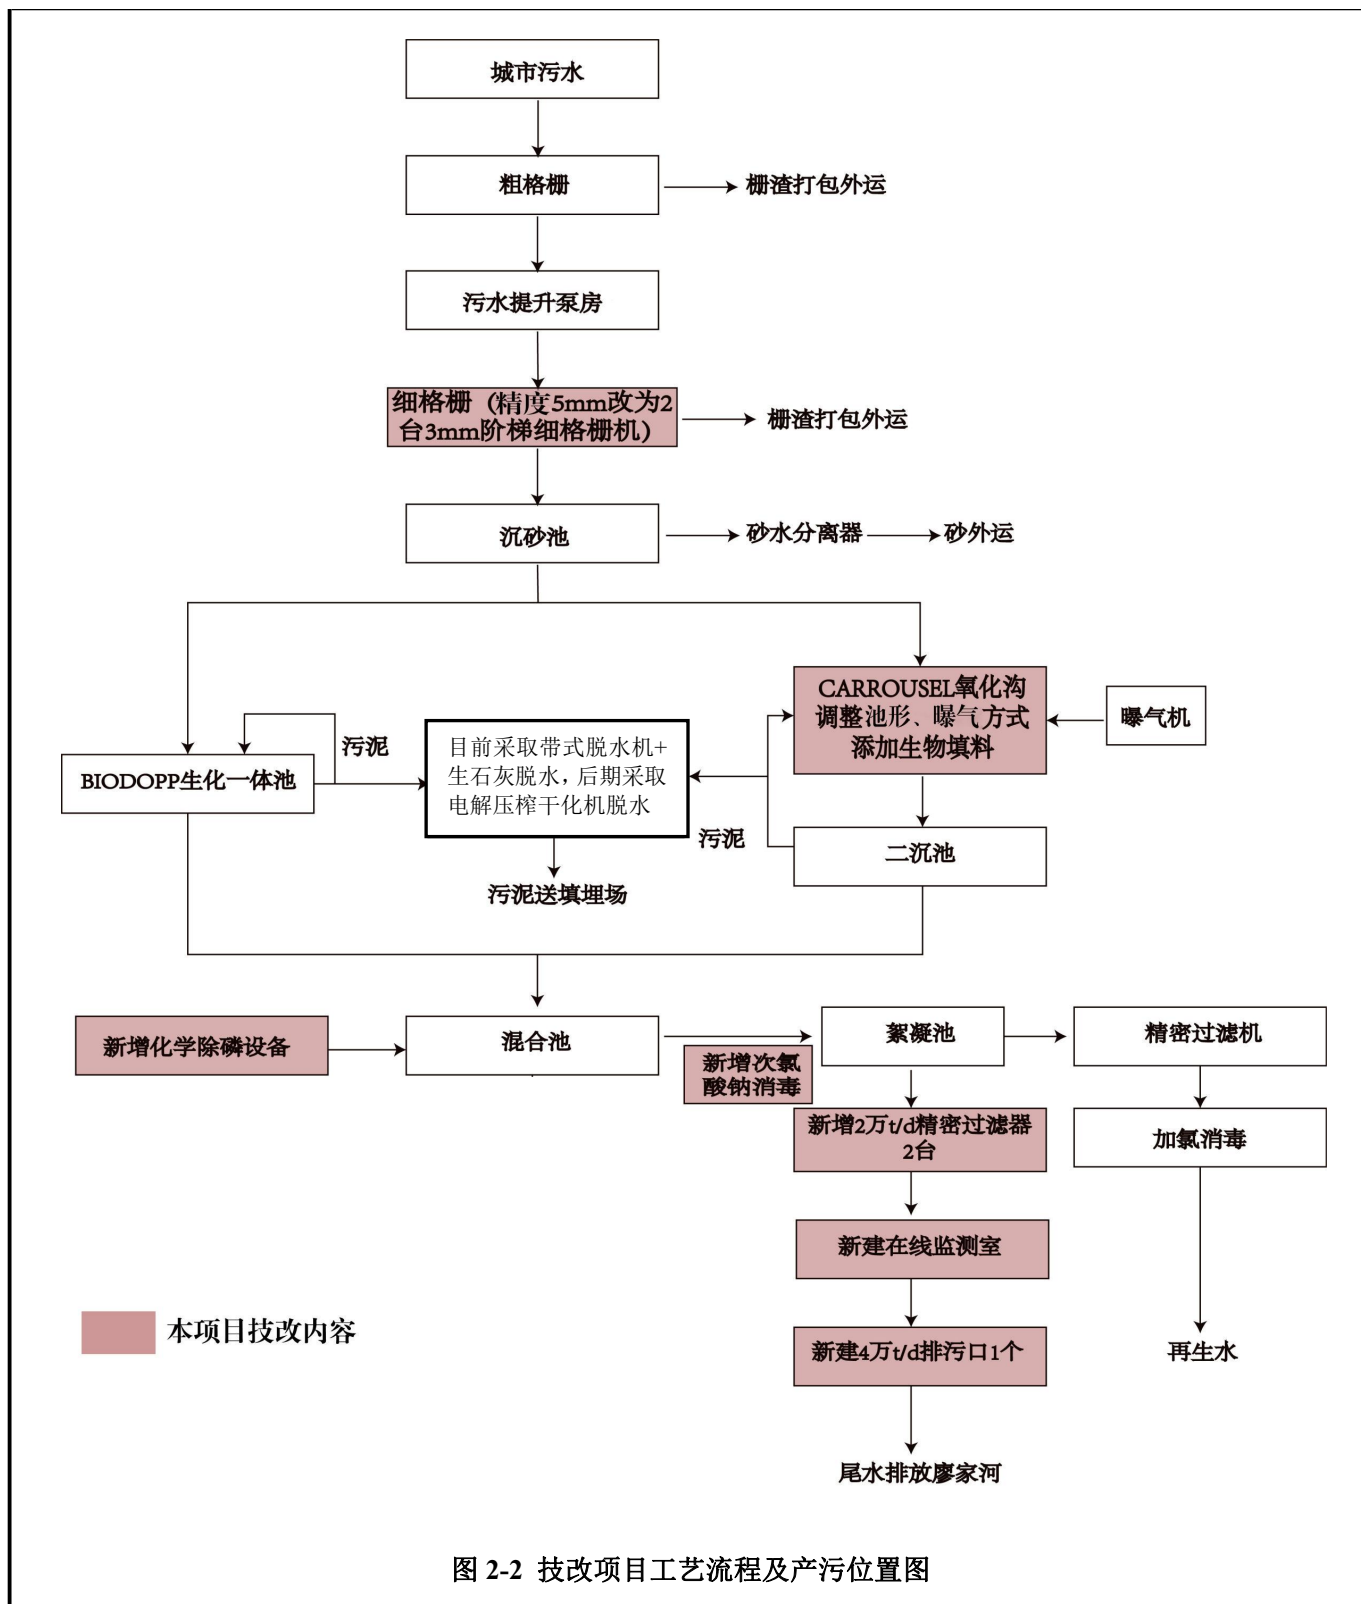 城市污水
粗格栅
栅渣打包外运
污水提升泵房
细格栅（精度5mm改为2
台3mm阶梯细格栅机）
栅渣打包外运
沉砂池
砂水分离器
砂外运
CARROUSEL氧化沟
调整池形、曝气方式
添加生物填料
曝气机
污泥
BIODOPP生化一体池
目前采取带式脱水机+
生石灰脱水，后期采取
电解压榨干化机脱水
污泥
二沉池
污泥送填埋场
新增化学除磷设备
混合池
新增次氯
酸钠消毒
絮凝池
精密过滤机
新增2万t/d精密过滤器
2台
加氯消毒
新建在线监测室
本项目技改内容
新建4万t/d排污口1个
再生水
尾水排放廖家河
图 2-2 技改项目工艺流程及产污位置图